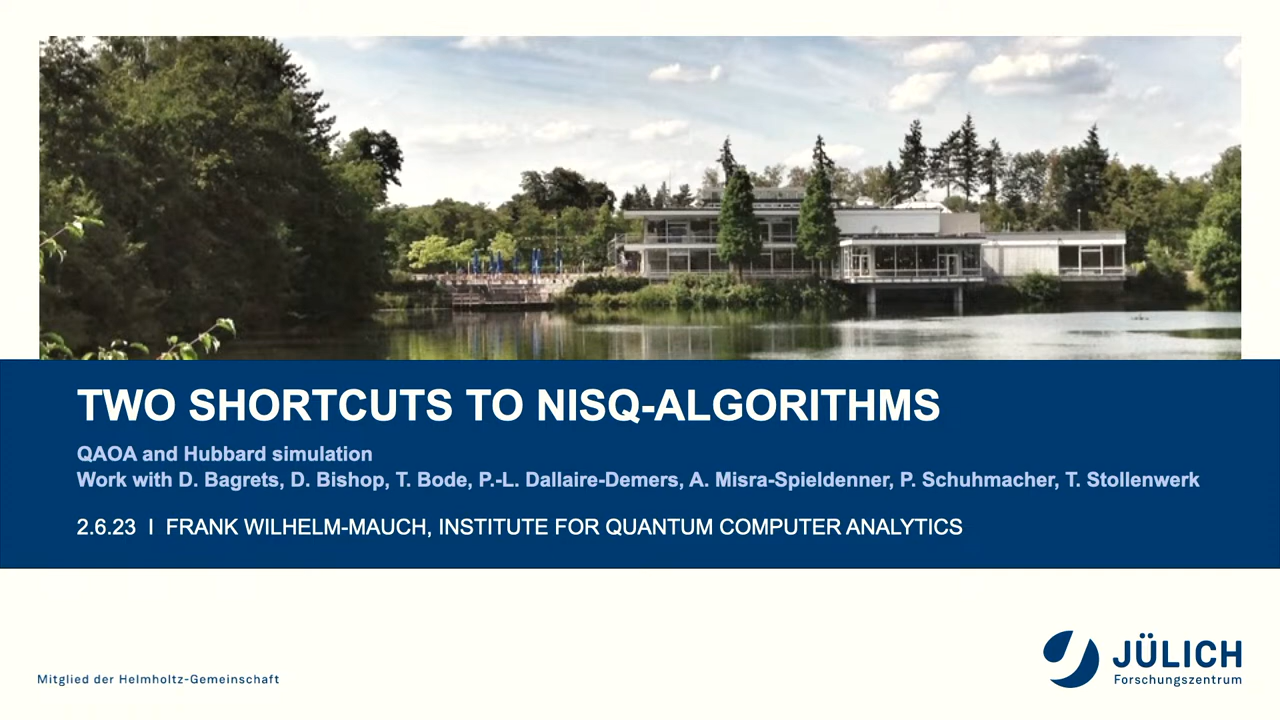 TWO SHORTCUTS TO NISQ-ALGORITHMS
QAOA and Hubbard simulation
Work with D. Bagrets, D. Bishop, T. Bode, P.-L. Dallaire-Demers, A. Misra-Spieldenner, P. Schuhmacher, T. Stollenwerk
2.6.23 I FRANK WILHELM-MAUCH, INSTITUTE FOR QUANTUM COMPUTER ANALYTICS
JÜLICH
Forschungszentrum
Mitglied der Helmholtz-Gemeinschaft